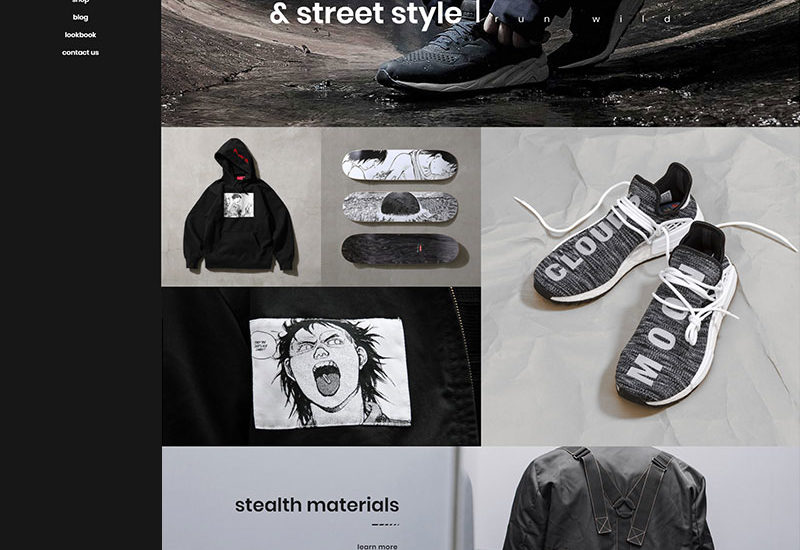 shop
blog
lookbook
contact us
& street style
run wild
CLOUDS
MOON
stealth materials
learn more